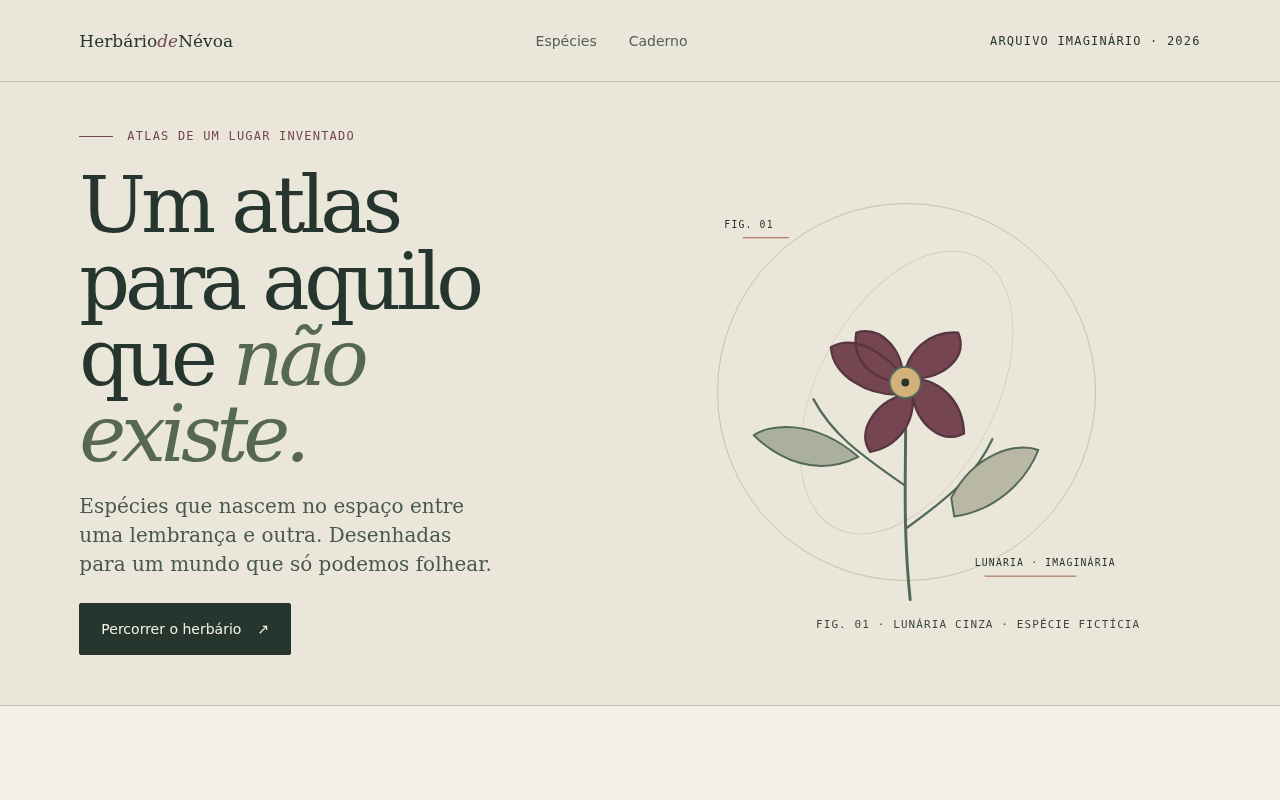 HerbáriodeNévoa
Espécies
Caderno
ARQUIVO IMAGINÁRIO · 2026
ATLAS DE UM LUGAR INVENTADO
Um atlas
para aquilo
que não
existe.
Espécies que nascem no espaço entre
uma lembrança e outra. Desenhadas
para um mundo que só podemos folhear.
Percorrer o herbário ↗
FIG. 01
LUNARIA · IMAGINÁRIA
FIG. 01 · LUNÁRIA CINZA · ESPÉCIE FICTÍCIA